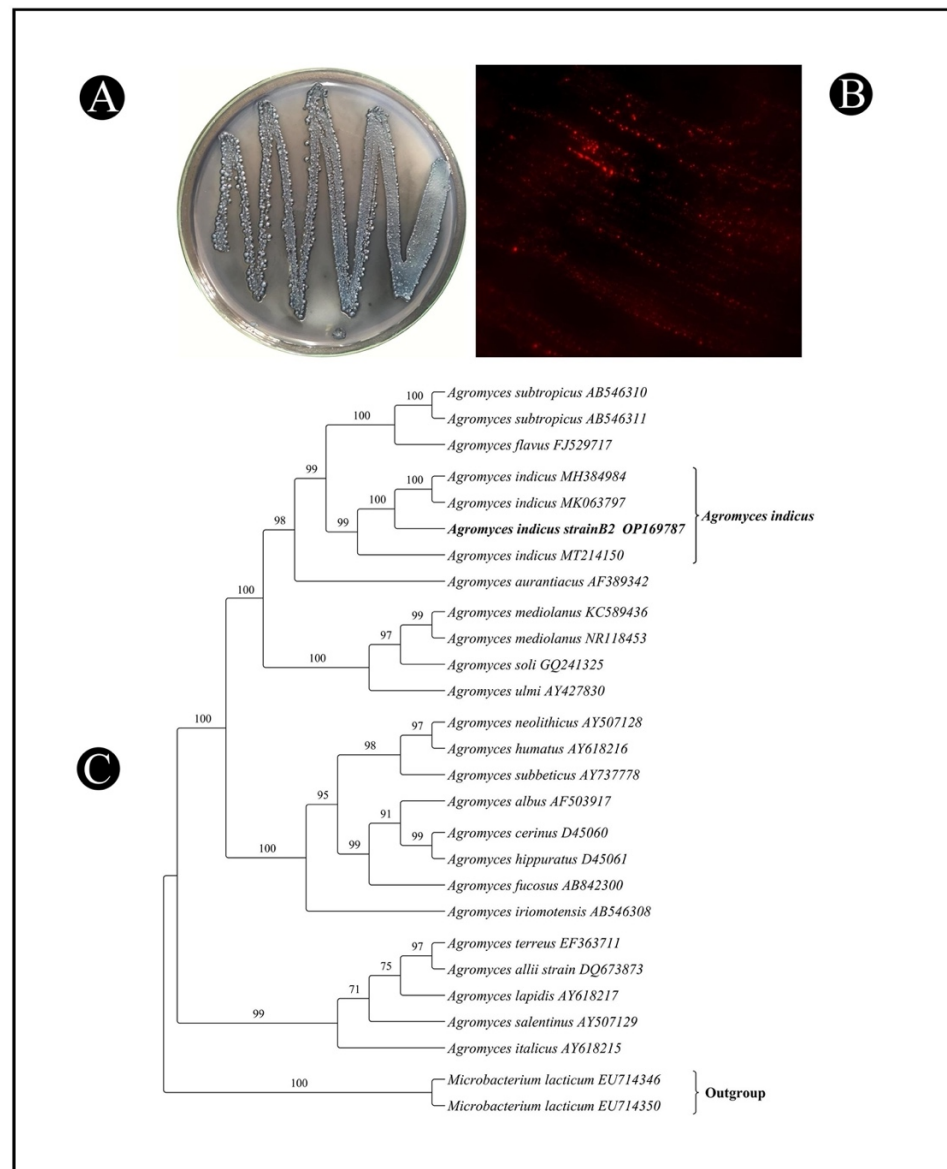 A
B
Agromyces subtropicus AB546310
100
Agromyces subtropicus AB546311
100
Agromyces flavus FJ529717
99
Agromyces indicus MH384984
100
Agromyces indicus MK063797
100
Agromyces indicus
Agromyces indicus strainB2 OP169787
98
99
Agromyces indicus MT214150
Agromyces aurantiacus AF389342
100
Agromyces mediolanus KC589436
99
Agromyces mediolanus NR118453
97
Agromyces soli GQ241325
100
Agromyces ulmi AY427830
100
Agromyces neolithicus AY507128
97
Agromyces humatus AY618216
98
C
Agromyces subbeticus AY737778
95
Agromyces albus AF503917
91
Agromyces cerinus D45060
99
99
Agromyces hippuratus D45061
100
Agromyces fucosus AB842300
Agromyces iriomotensis AB546308
Agromyces terreus EF363711
97
Agromyces allii strain DQ673873
75
Agromyces lapidis AY618217
71
Agromyces salentinus AY507129
99
Agromyces italicus AY618215
Microbacterium lacticum EU714346
100
Outgroup
Microbacterium lacticum EU714350